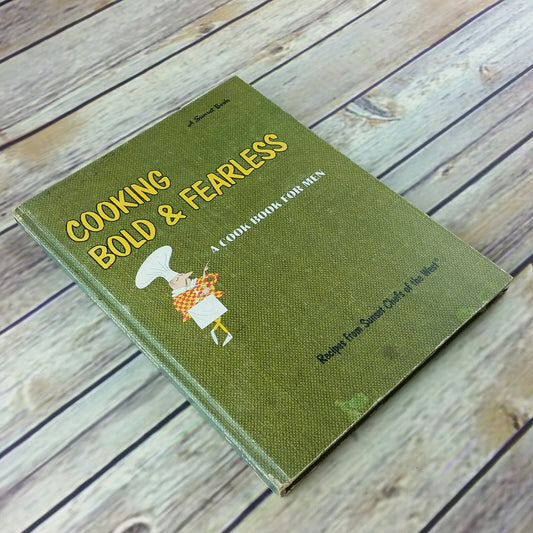 A Sunset Book
COOKING
BOLD & FEARLESS
A COOK BOOK FOR MEN
Recipes from Sunset Chefs of the West